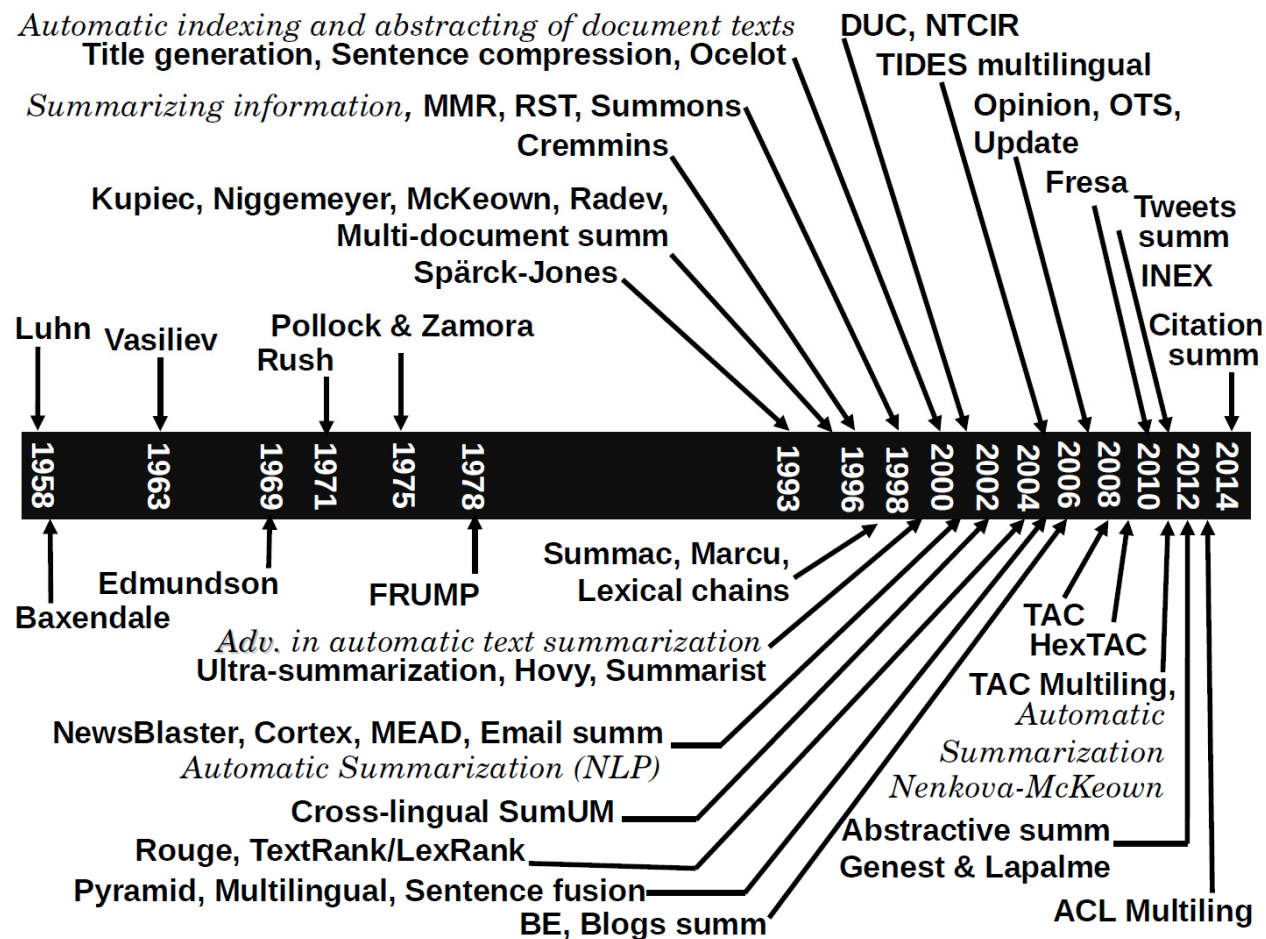 Automatic indexing and abstracting of document texts
Title generation, Sentence compression, Ocelot
DUC, NTCIR
TIDES multilingual
Summarizing information, MMR, RST, Summons
Opinion, OTS,
Update
Cremmins
Fresa
Kupiec, Niggemeyer, McKeown, Radev,
Multi-document summ
Tweets
summ
INEX
Spärck-Jones
Luhn
Vasiliev
Pollock & Zamora
Rush
Citation
summ
1958
1963
1969
1971
1975
1978
1993
1996
1998
2000
2002
2004
2006
2008
2010
2012
2014
Baxendale
Edmundson
FRUMP
Summac, Marcu,
Lexical chains
Adv. in automatic text summarization
Ultra-summarization, Hovy, Summarist
TAC
HexTAC
TAC Multiling,
Automatic
Summarization
Nenkova-McKeown
NewsBlaster, Cortex, MEAD, Email summ
Automatic Summarization (NLP)
Cross-lingual SumUM
Rouge, TextRank/LexRank
Abstractive summ
Genest & Lapalme
Pyramid, Multilingual, Sentence fusion
BE, Blogs summ
ACL Multiling